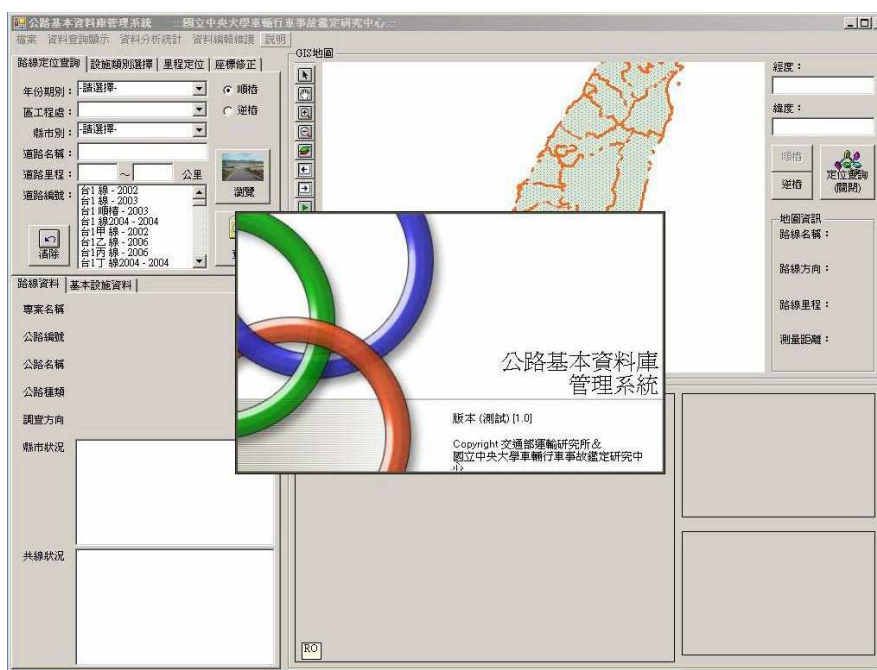 公路基本資料庫管理系統 :::國立中央大學車輛行車事故鑑定研究中心:::
檔案 資料查詢顯示 資料分析統計 資料編輯維護 說明
路線定位查詢 設施類別選擇 里程定位 座標修正
年份期別： -請選擇-
順樁
區工程處：
逆樁
縣市別： -請選擇-
道路名稱：
道路里程： ～ 公里
瀏覽
道路編號：
台1 線 - 2002
台1 線 - 2003
台1 順樁 - 2003
台1 線2004 - 2004
台1甲 線 - 2002
台1乙 線 - 2006
台1丙 線 - 2006
台1丁 線2004 - 2004
清除
路線資料 基本設施資料
專案名稱
公路編號
公路名稱
公路種類
調查方向
縣市狀況
共線狀況
GIS地圖
經度：
緯度：
順樁
逆樁
定位查詢
(關閉)
地圖資訊
路線名稱：
路線方向：
路線里程：
測量距離：
公路基本資料庫
管理系統
版本 (測試) [1.0]
Copyright 交通部運輸研究所&
國立中央大學車輛行車事故鑑定研究中
心
RO